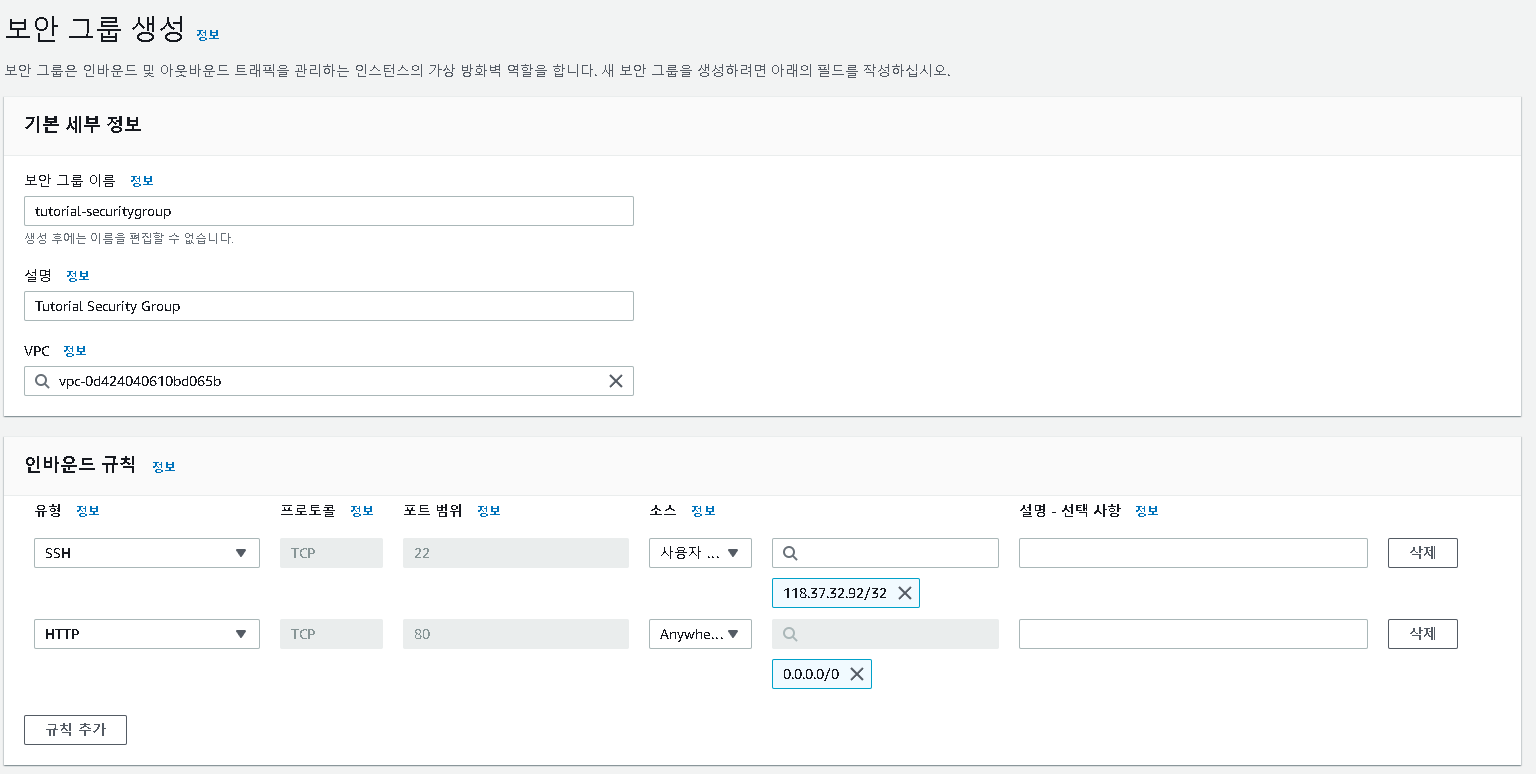 보안 그룹 생성 정보
보안 그룹은 인바운드 및 아웃바운드 트래픽을 관리하는 인스턴스의 가상 방화벽 역할을 합니다. 새 보안 그룹을 생성하려면 아래의 필드를 작성하십시오.
기본 세부 정보
보안 그룹 이름 정보
tutorial-securitygroup
생성 후에는 이름을 편집할 수 없습니다.
설명 정보
Tutorial Security Group
VPC 정보
vpc-0d424040610bd065b
인바운드 규칙 정보
유형 정보 프로토콜 정보 포트 범위 정보 소스 정보 설명 - 선택 사항 정보
SSH TCP 22 사용자 ... 삭제
118.37.32.92/32
HTTP TCP 80 Anywhe... 삭제
0.0.0.0/0
규칙 추가